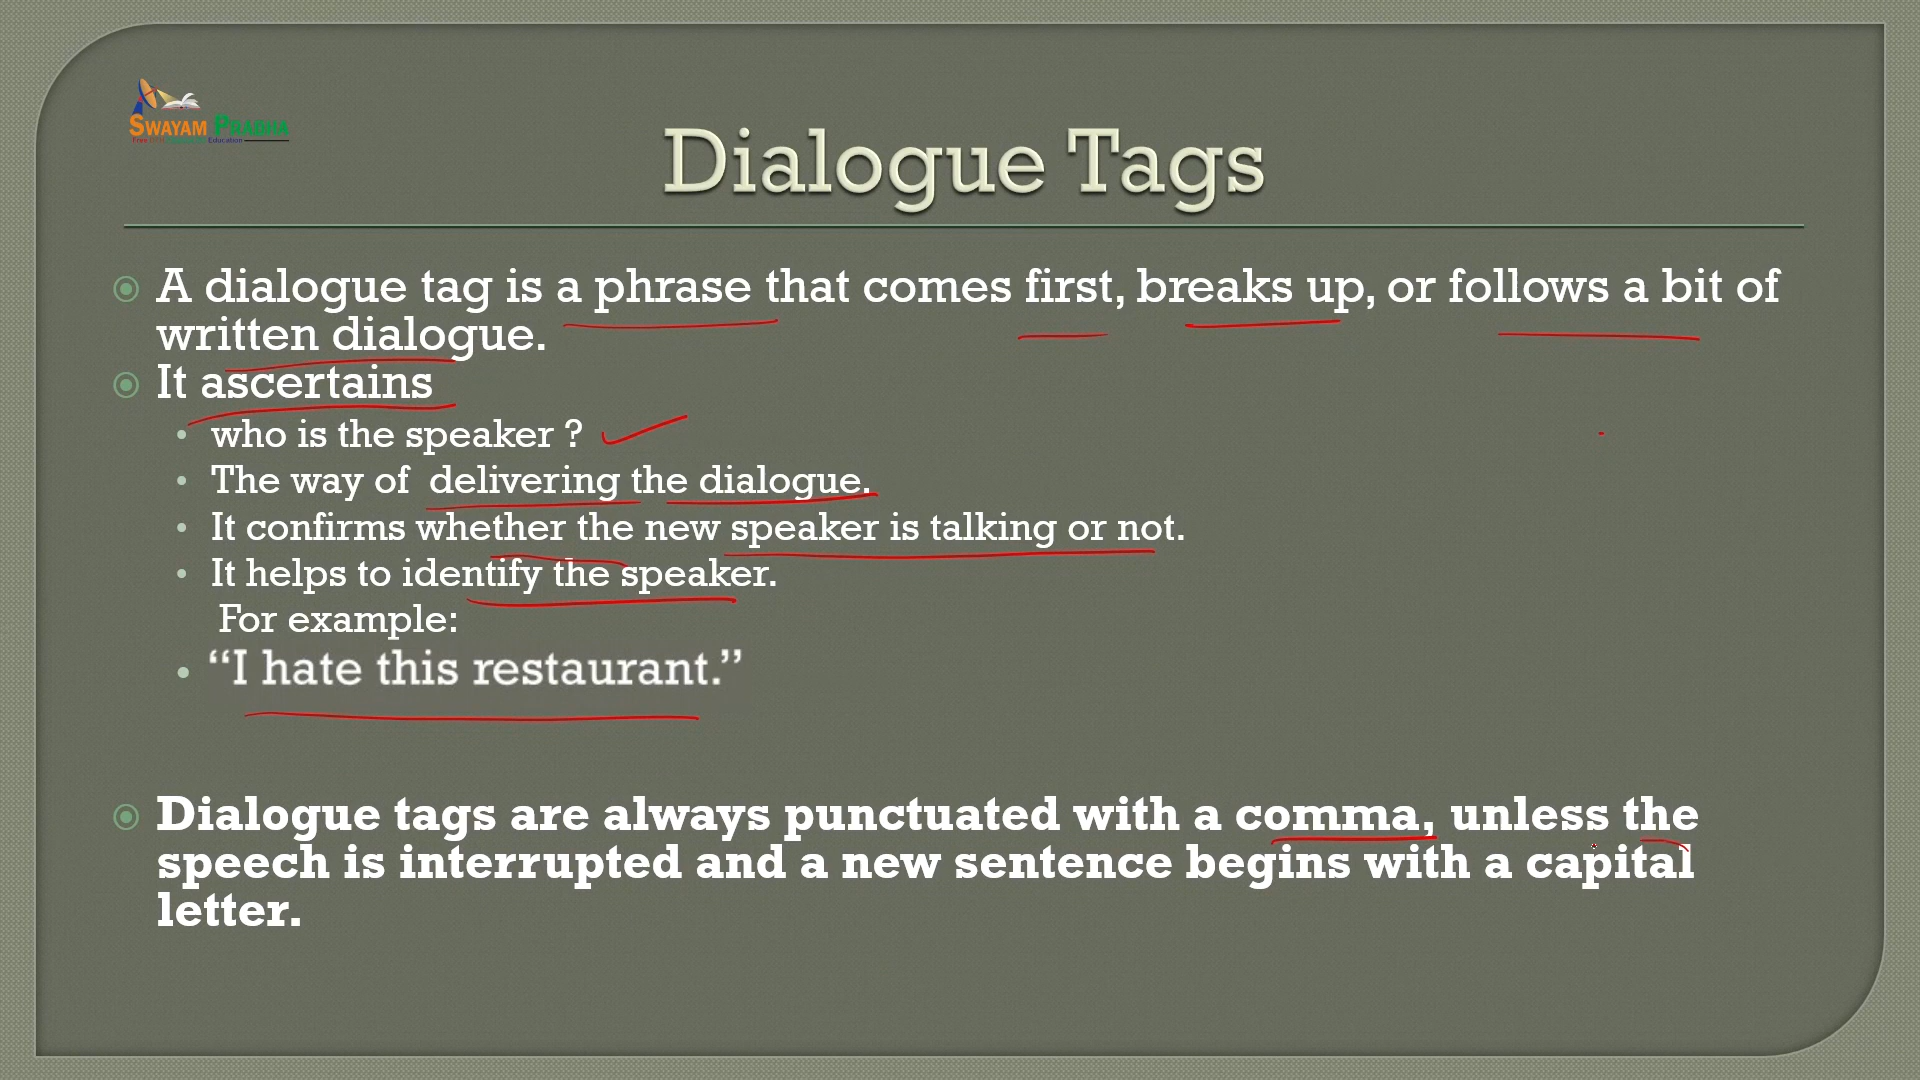 SWAYAM PRABHA
Dialogue Tags
A dialogue tag is a phrase that comes first, breaks up, or follows a bit of
written dialogue.
It ascertains
who is the speaker ?
The way of delivering the dialogue.
It confirms whether the new speaker is talking or not.
It helps to identify the speaker.
For example:
“I hate this restaurant.”
Dialogue tags are always punctuated with a comma, unless the
speech is interrupted and a new sentence begins with a capital
letter.